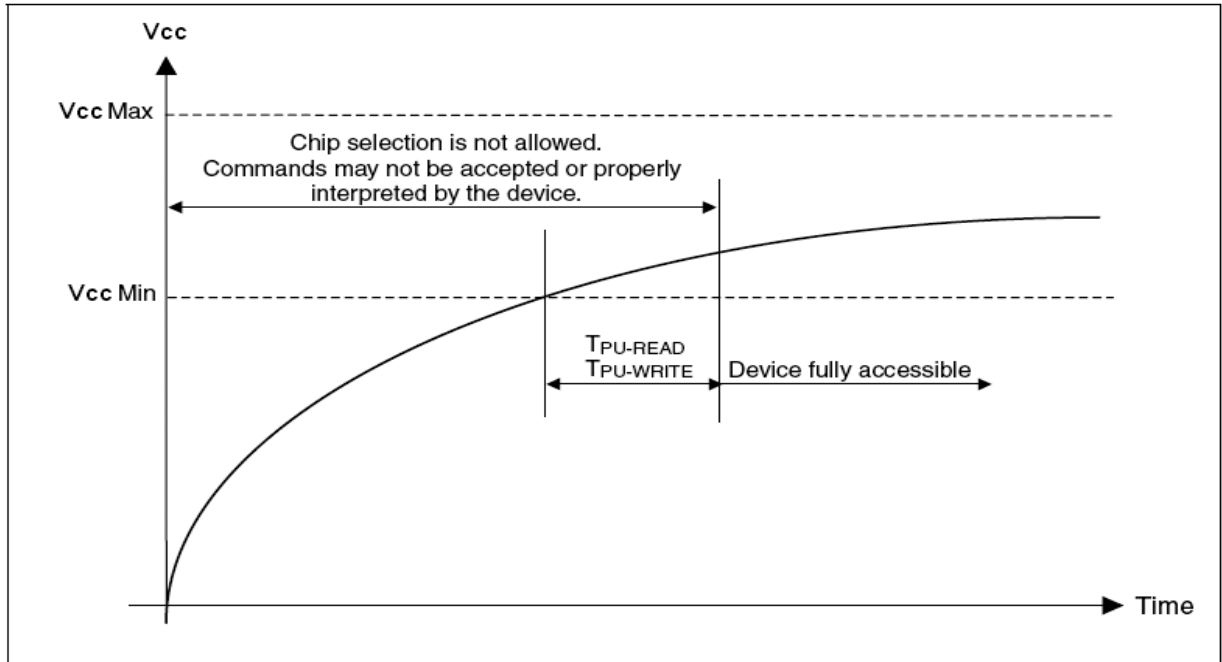 Vcc
Vcc Max
Chip selection is not allowed.
Commands may not be accepted or properly
interpreted by the device.
Vcc Min
TPU-READ
TPU-WRITE
Device fully accessible
Time